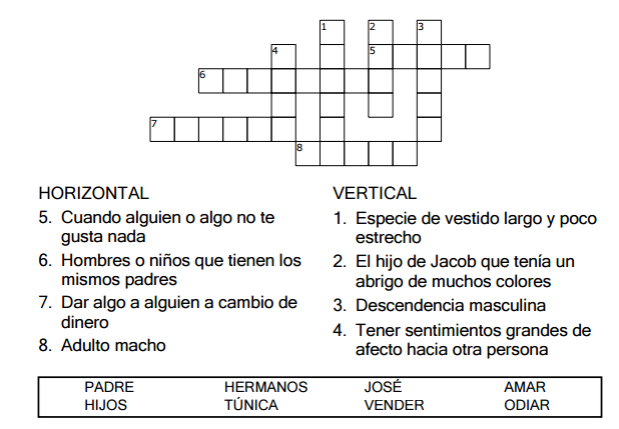 1 2 3
4 5
6
7
8
HORIZONTAL
5. Cuando alguien o algo no te
gusta nada
6. Hombres o niños que tienen los
mismos padres
7. Dar algo a alguien a cambio de
dinero
8. Adulto macho
VERTICAL
1. Especie de vestido largo y poco
estrecho
2. El hijo de Jacob que tenía un
abrigo de muchos colores
3. Descendencia masculina
4. Tener sentimientos grandes de
afecto hacia otra persona
PADRE HERMANOS JOSÉ AMAR
HIJOS TÚNICA VENDER ODIAR